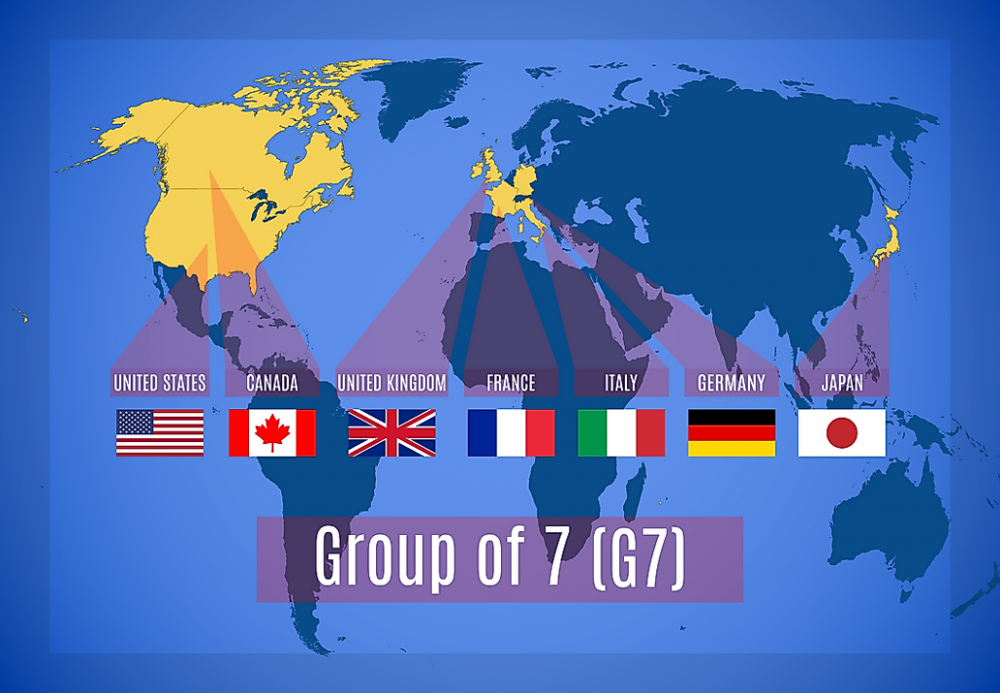 UNITED STATES CANADA UNITED KINGDOM FRANCE ITALY GERMANY JAPAN
Group of 7 (G7)